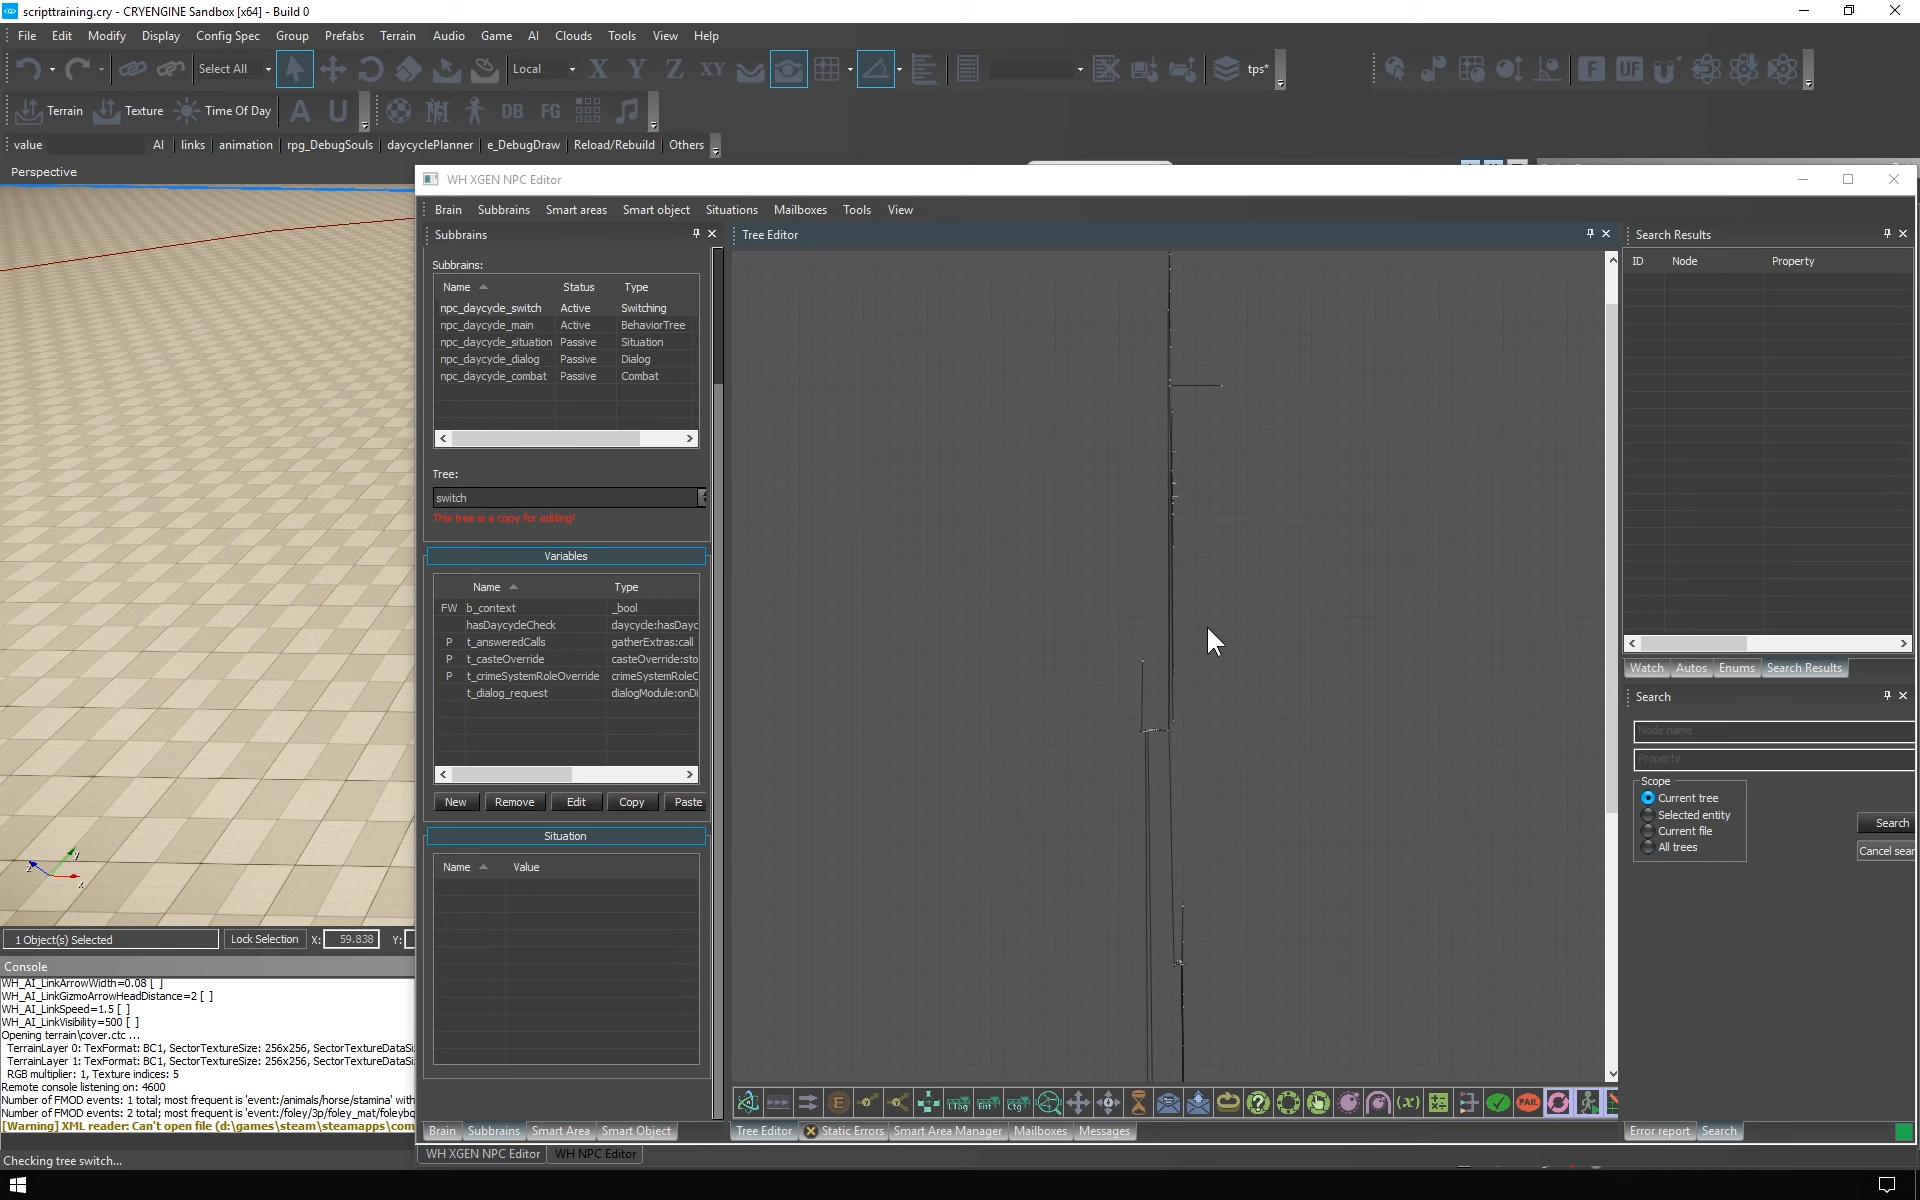 scripttraining.cry - CRYENGINE Sandbox [x64] - Build 0
File Edit Modify Display Config Spec Group Prefabs Terrain Audio Game AI Clouds Tools View Help
Select All Local X Y Z XY tps* F UF
Terrain Texture Time Of Day A U DB FG
value AI links animation rpg_DebugSouls daycyclePlanner e_DebugDraw Reload/Rebuild Others
Perspective
WH XGEN NPC Editor
Brain Subbrains Smart areas Smart object Situations Mailboxes Tools View
Subbrains
Subbrains:
Name Status Type
npc_daycycle_switch Active Switching
npc_daycycle_main Active BehaviorTree
npc_daycycle_situation Passive Situation
npc_daycycle_dialog Passive Dialog
npc_daycycle_combat Passive Combat
Tree:
switch
This tree is a copy for editing!
Variables
Name Type
FW b_context _bool
hasDaycycleCheck daycycle:hasDayc
P t_answeredCalls gatherExtras:call
P t_casteOverride casteOverride:sto
P t_crimeSystemRoleOverride crimeSystemRoleC
t_dialog_request dialogModule:onDi
New Remove Edit Copy Paste
Situation
Name Value
Brain Subbrains Smart Area Smart Object
Tree Editor
E LTag Ent Ctg (x) FAIL
Tree Editor Static Errors Smart Area Manager Mailboxes Messages
Search Results
ID Node Property
Watch Autos Enums Search Results
Search
Node name
Property
Scope
Current tree
Selected entity
Current file
All trees
Search
Cancel sear
Error report Search
WH XGEN NPC Editor WH NPC Editor
1 Object(s) Selected Lock Selection X: 59.838 Y:
Console
WH_AI_LinkArrowWidth=0.08 [ ]
WH_AI_LinkGizmoArrowHeadDistance=2 [ ]
WH_AI_LinkSpeed=1.5 [ ]
WH_AI_LinkVisibility=500 [ ]
Opening terrain\cover.ctc ...
TerrainLayer 0: TexFormat: BC1, SectorTextureSize: 256x256, SectorTextureDataSi
TerrainLayer 1: TexFormat: BC1, SectorTextureSize: 256x256, SectorTextureDataSi
RGB multiplier: 1, Texture indices: 5
Remote console listening on: 4600
Number of FMOD events: 1 total; most frequent is 'event:/animals/horse/stamina' with
Number of FMOD events: 2 total; most frequent is 'event:/foley/3p/foley_mat/foleybo
[Warning] XML reader: Can't open file (d:\games\steam\steamapps\com
Checking tree switch...